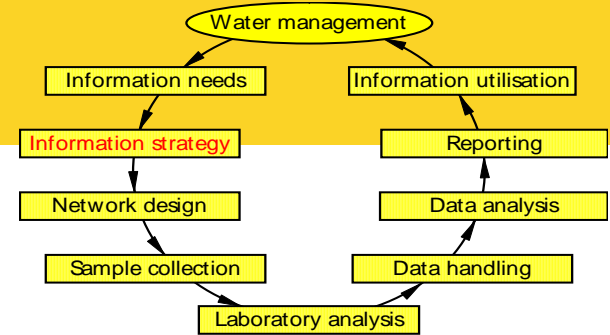 Water management
Information needs
Information utilisation
Information strategy
Reporting
Network design
Data analysis
Sample collection
Data handling
Laboratory analysis